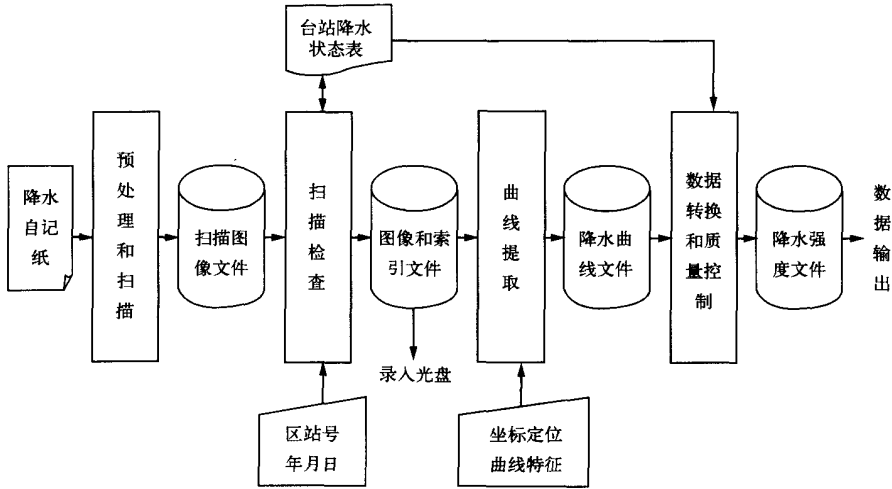 台站降水
状态表
降水
自记
纸
预
处
理
和
扫
描
扫描图
像文件
扫
描
检
查
图像和索
引文件
曲
线
提
取
降水曲
线文件
数据
转换
和质
量控
制
降水强
度文件
数
据
输
出
录入光盘
区站号
年月日
坐标定位
曲线特征